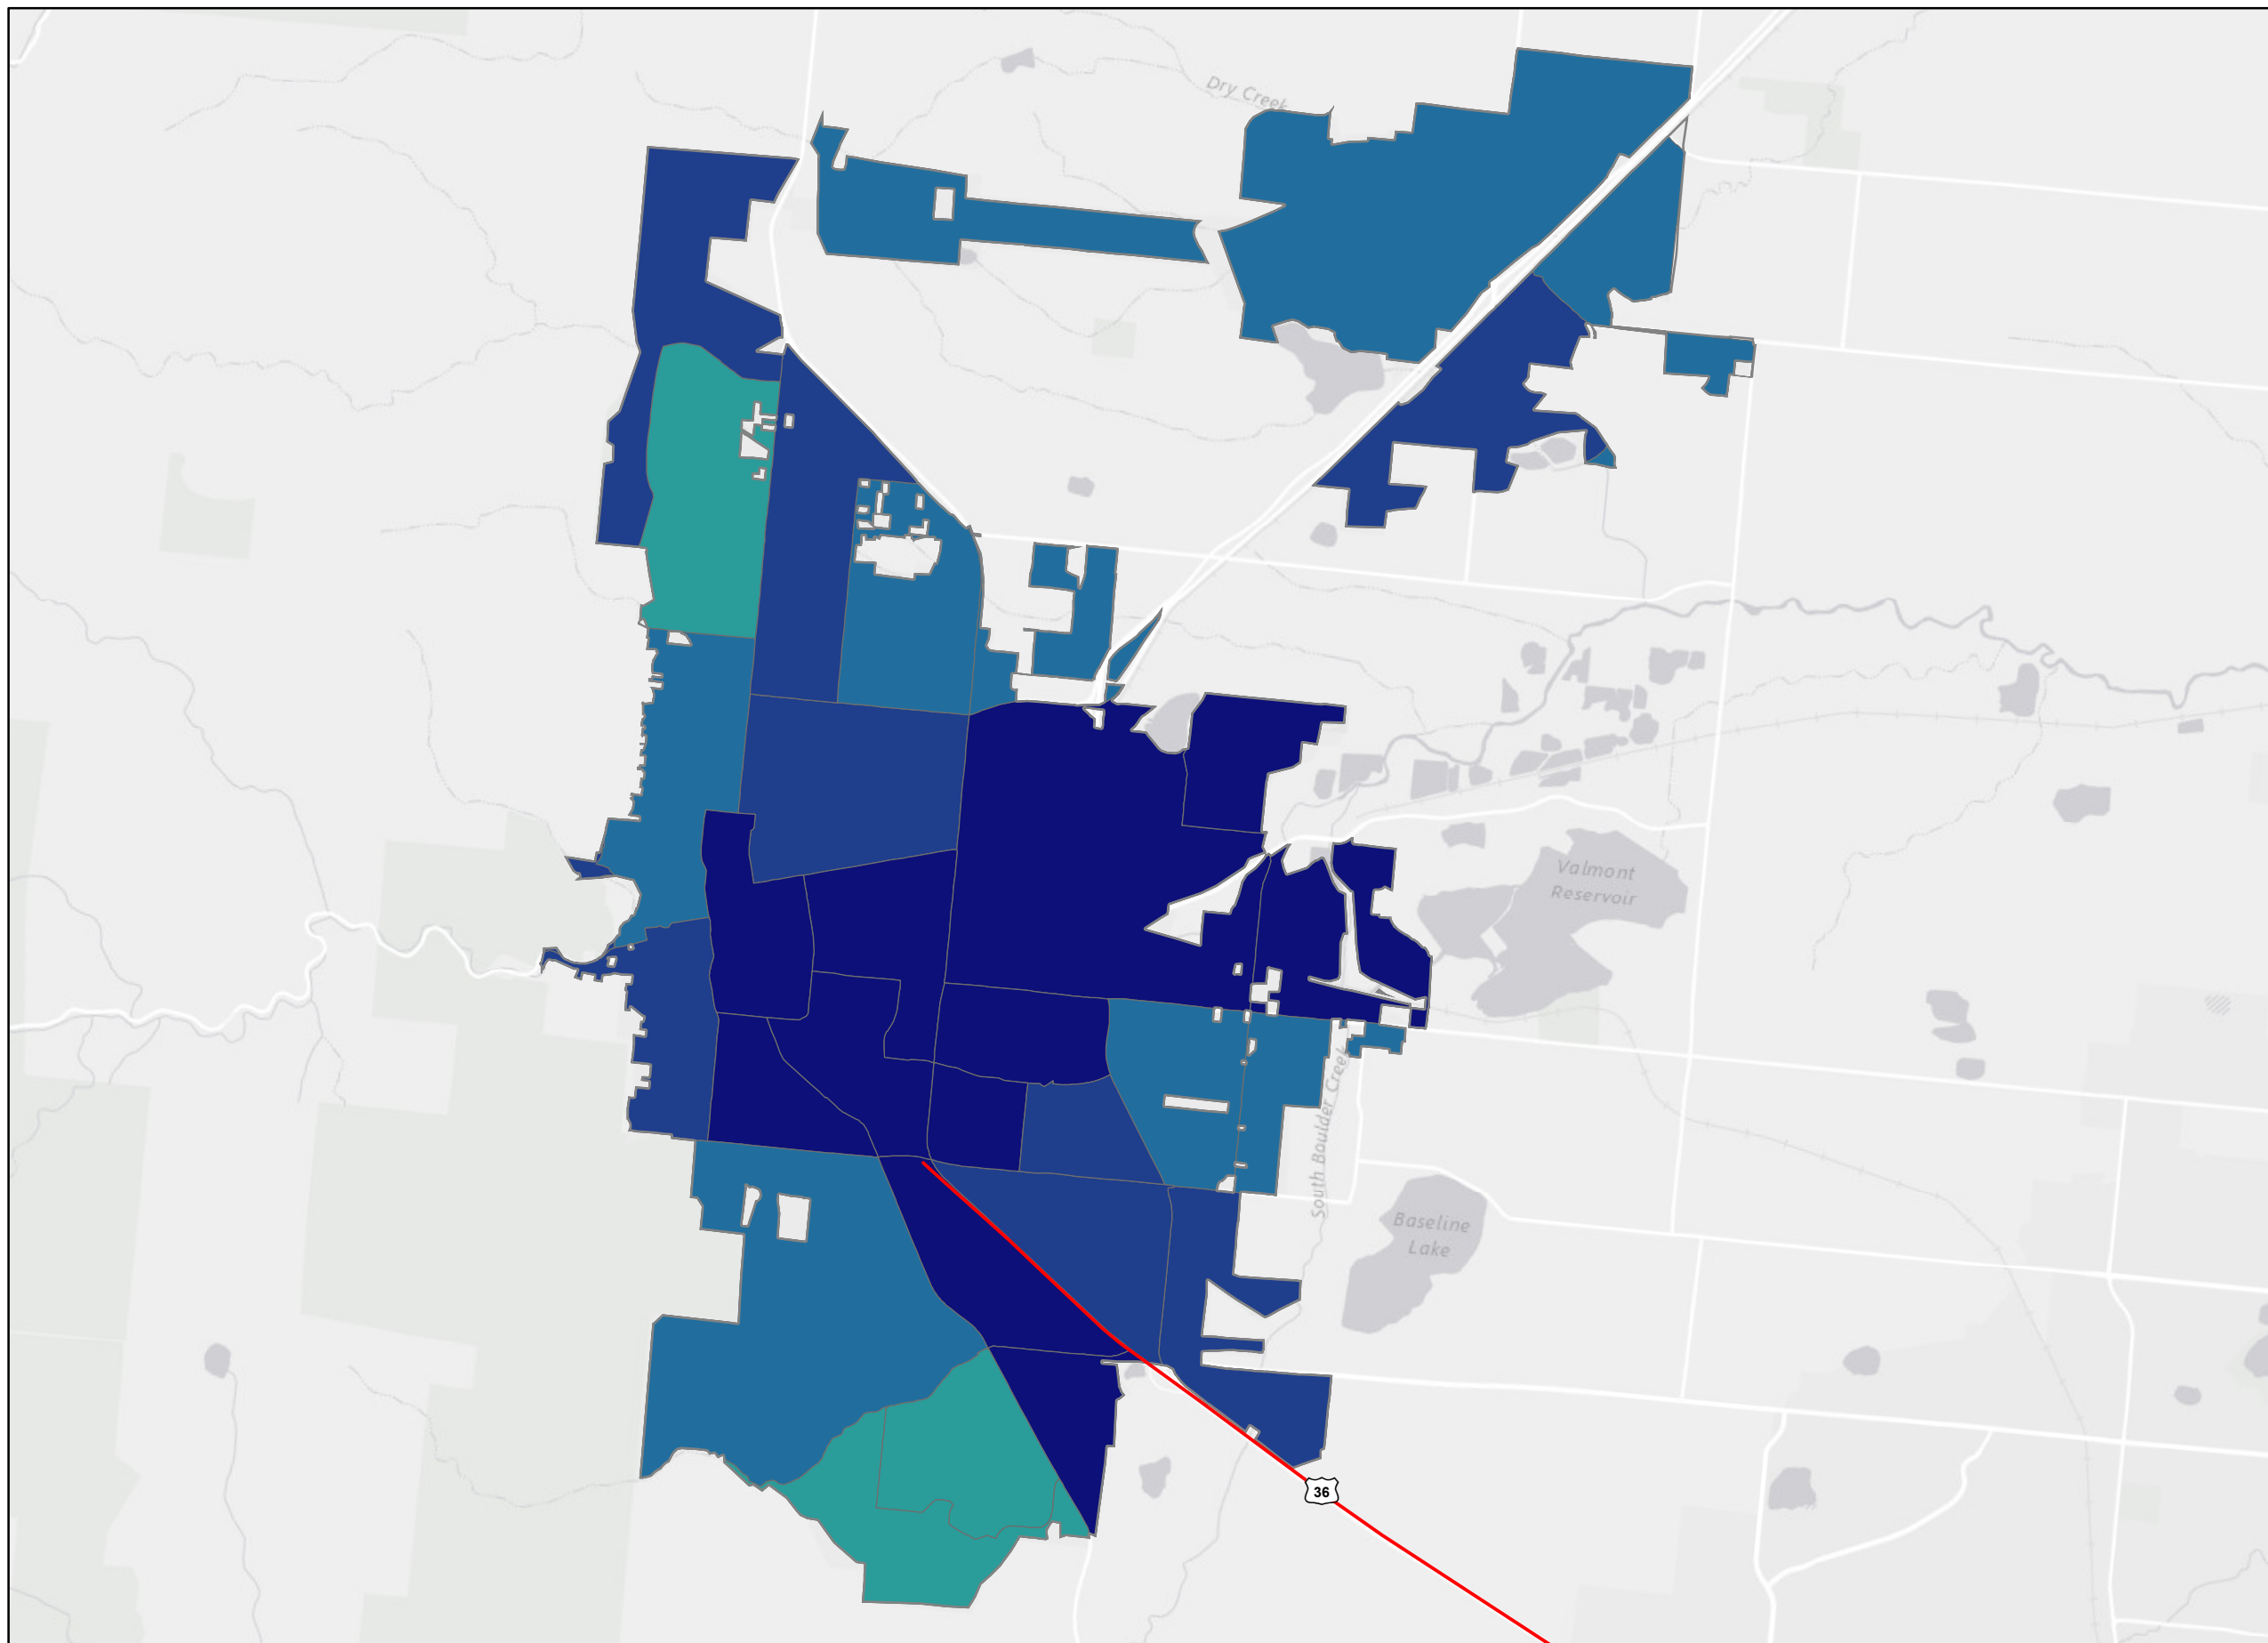 Dry Creek
Valmont
Reservoir
South Boulder Creek
Baseline
Lake
36